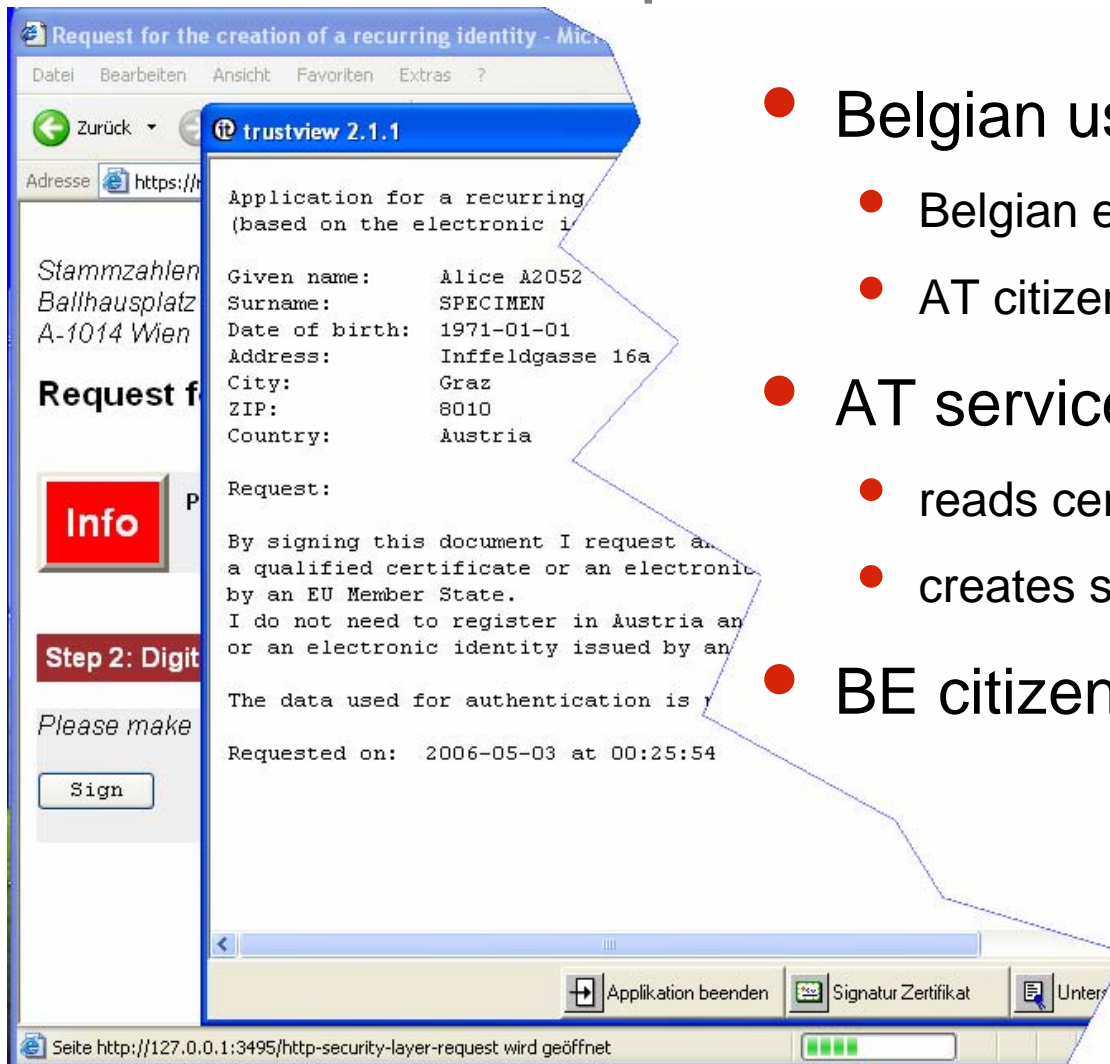 Request for the creation of a recurring identity - Micr
Datei Bearbeiten Ansicht Favoriten Extras ?
Zurück
Adresse https://r
Stammzahlen
Ballhausplatz
A-1014 Wien
Request f
Info P
Step 2: Digit
Please make
Sign
trustview 2.1.1
Application for a recurring
(based on the electronic i
Given name: Alice A2052
Surname: SPECIMEN
Date of birth: 1971-01-01
Address: Inffeldgasse 16a
City: Graz
ZIP: 8010
Country: Austria
Request:
By signing this document I request an
a qualified certificate or an electronic
by an EU Member State.
I do not need to register in Austria an
or an electronic identity issued by an
The data used for authentication is
Requested on: 2006-05-03 at 00:25:54
Applikation beenden Signatur Zertifikat Unters
Seite http://127.0.0.1:3495/http-security-layer-request wird geöffnet
• Belgian us
• Belgian e
• AT citizen
• AT service
• reads cer
• creates s
• BE citizen